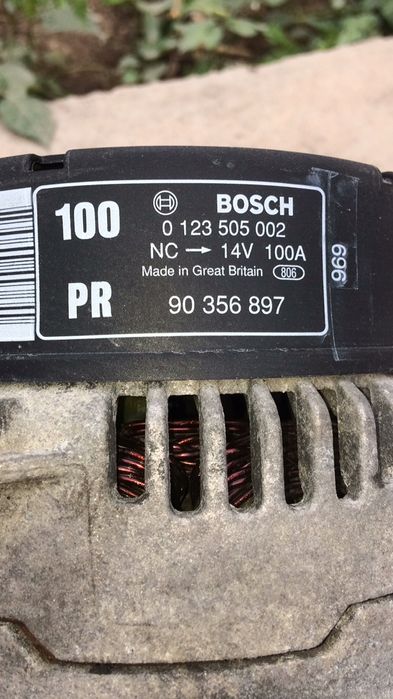 100
BOSCH
0 123 505 002
NC → 14V 100A
Made in Great Britain 806
PR
90 356 897
969